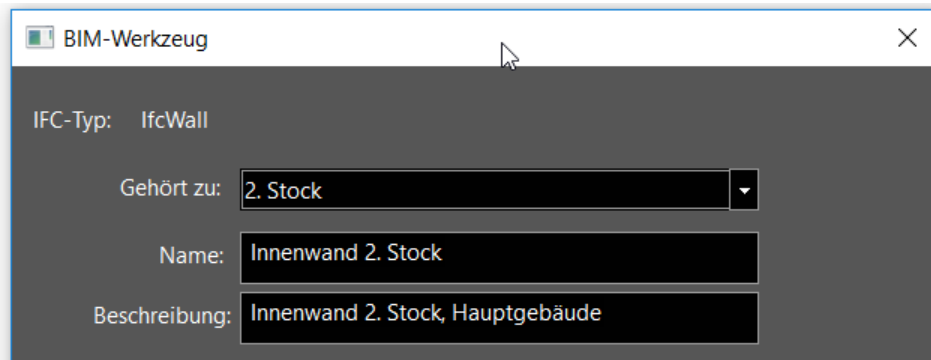 BIM-Werkzeug
IFC-Typ: IfcWall
Gehört zu: 2. Stock
Name: Innenwand 2. Stock
Beschreibung: Innenwand 2. Stock, Hauptgebäude